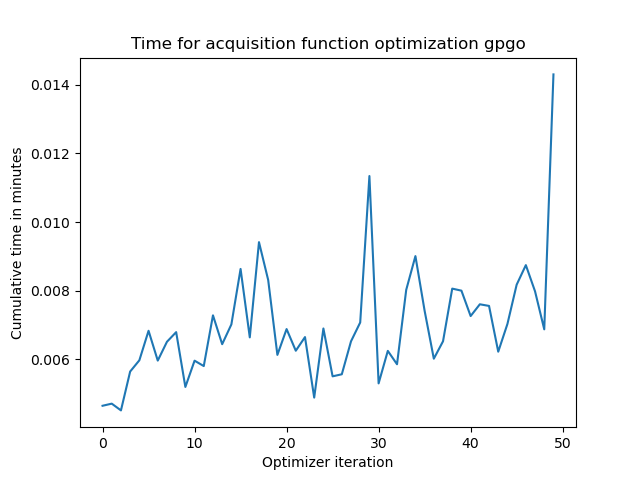 Time for acquisition function optimization gpgo
Cumulative time in minutes
0.014
0.012
0.010
0.008
0.006
0 10 20 30 40 50
Optimizer iteration